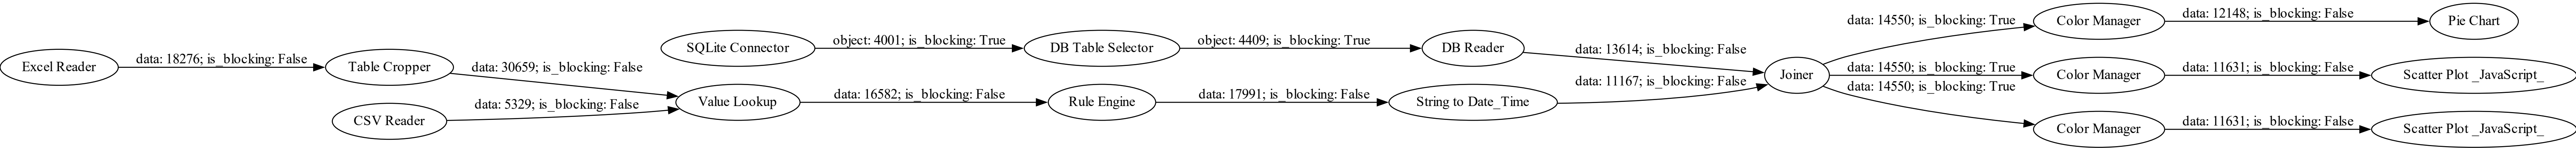 Excel Reader
data: 18276; is_blocking: False
Table Cropper
data: 30659; is_blocking: False
CSV Reader
data: 5329; is_blocking: False
Value Lookup
data: 16582; is_blocking: False
Rule Engine
data: 17991; is_blocking: False
String to Date_Time
data: 11167; is_blocking: False
SQLite Connector
object: 4001; is_blocking: True
DB Table Selector
object: 4409; is_blocking: True
DB Reader
data: 13614; is_blocking: False
Joiner
data: 14550; is_blocking: True
Color Manager
data: 12148; is_blocking: False
Pie Chart
data: 14550; is_blocking: True
Color Manager
data: 11631; is_blocking: False
Scatter Plot _JavaScript_
data: 14550; is_blocking: True
Color Manager
data: 11631; is_blocking: False
Scatter Plot _JavaScript_